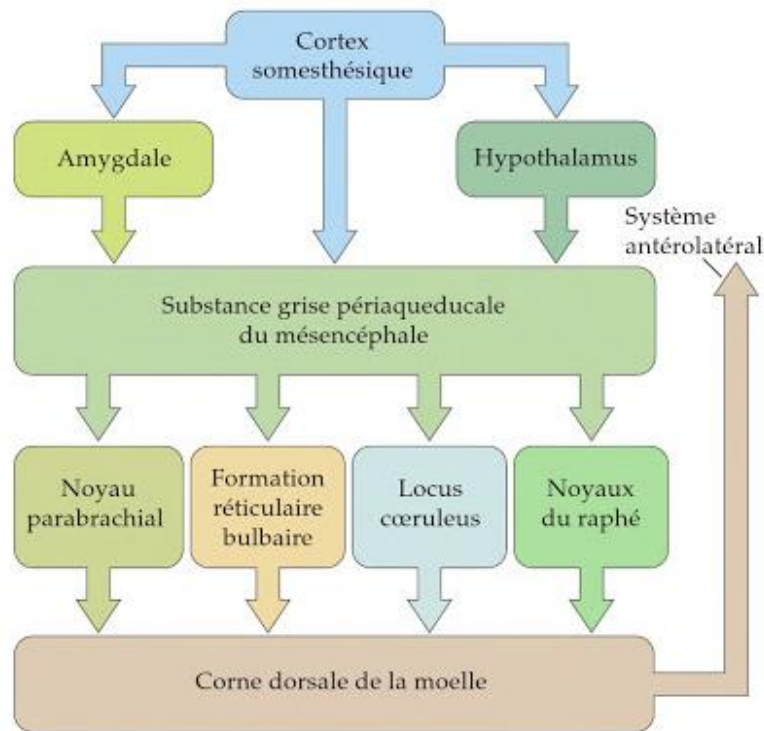 Cortex
somesthésique
Amygdale
Hypothalamus
Système
antérolatéral
Substance grise périaqueducale
du mésencéphale
Noyau
parabrachial
Formation
réticulaire
bulbaire
Locus
cœruleus
Noyaux
du raphé
Corne dorsale de la moelle